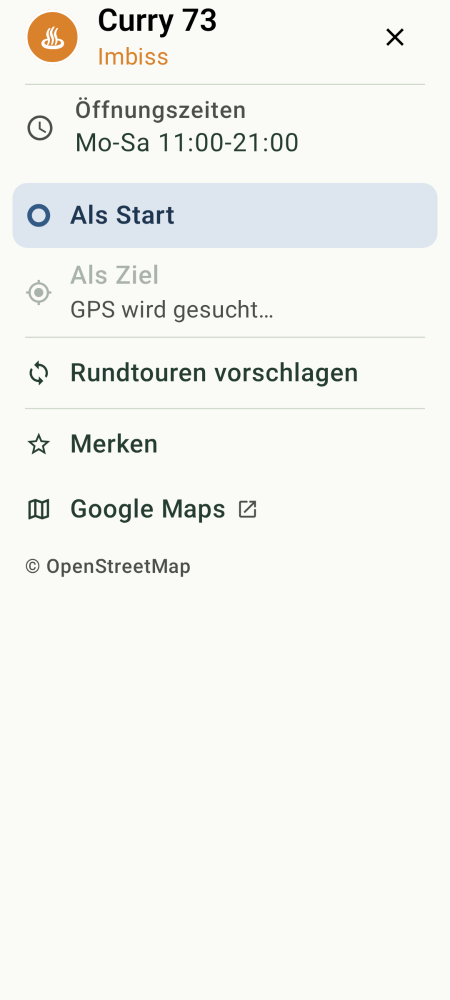 Curry 73
Imbiss
Öffnungszeiten
Mo-Sa 11:00-21:00
Als Start
Als Ziel
GPS wird gesucht…
Rundtouren vorschlagen
Merken
Google Maps
© OpenStreetMap